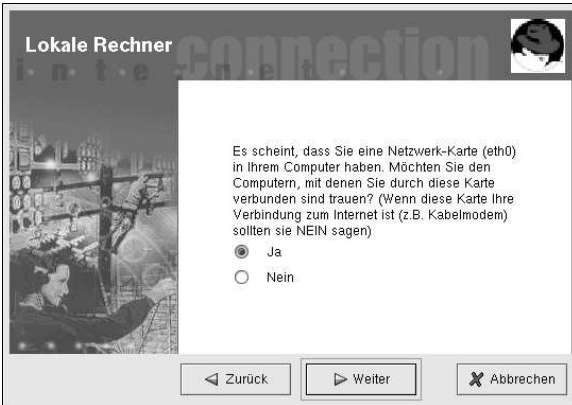 Lokale Rechner
connection
i n t e r n e t
Es scheint, dass Sie eine Netzwerk-Karte (eth0)
in Ihrem Computer haben. Möchten Sie den
Computern, mit denen Sie durch diese Karte
verbunden sind trauen? (Wenn diese Karte Ihre
Verbindung zum Internet ist (z.B. Kabelmodem)
sollten sie NEIN sagen)
Ja
Nein
Zurück
Weiter
Abbrechen